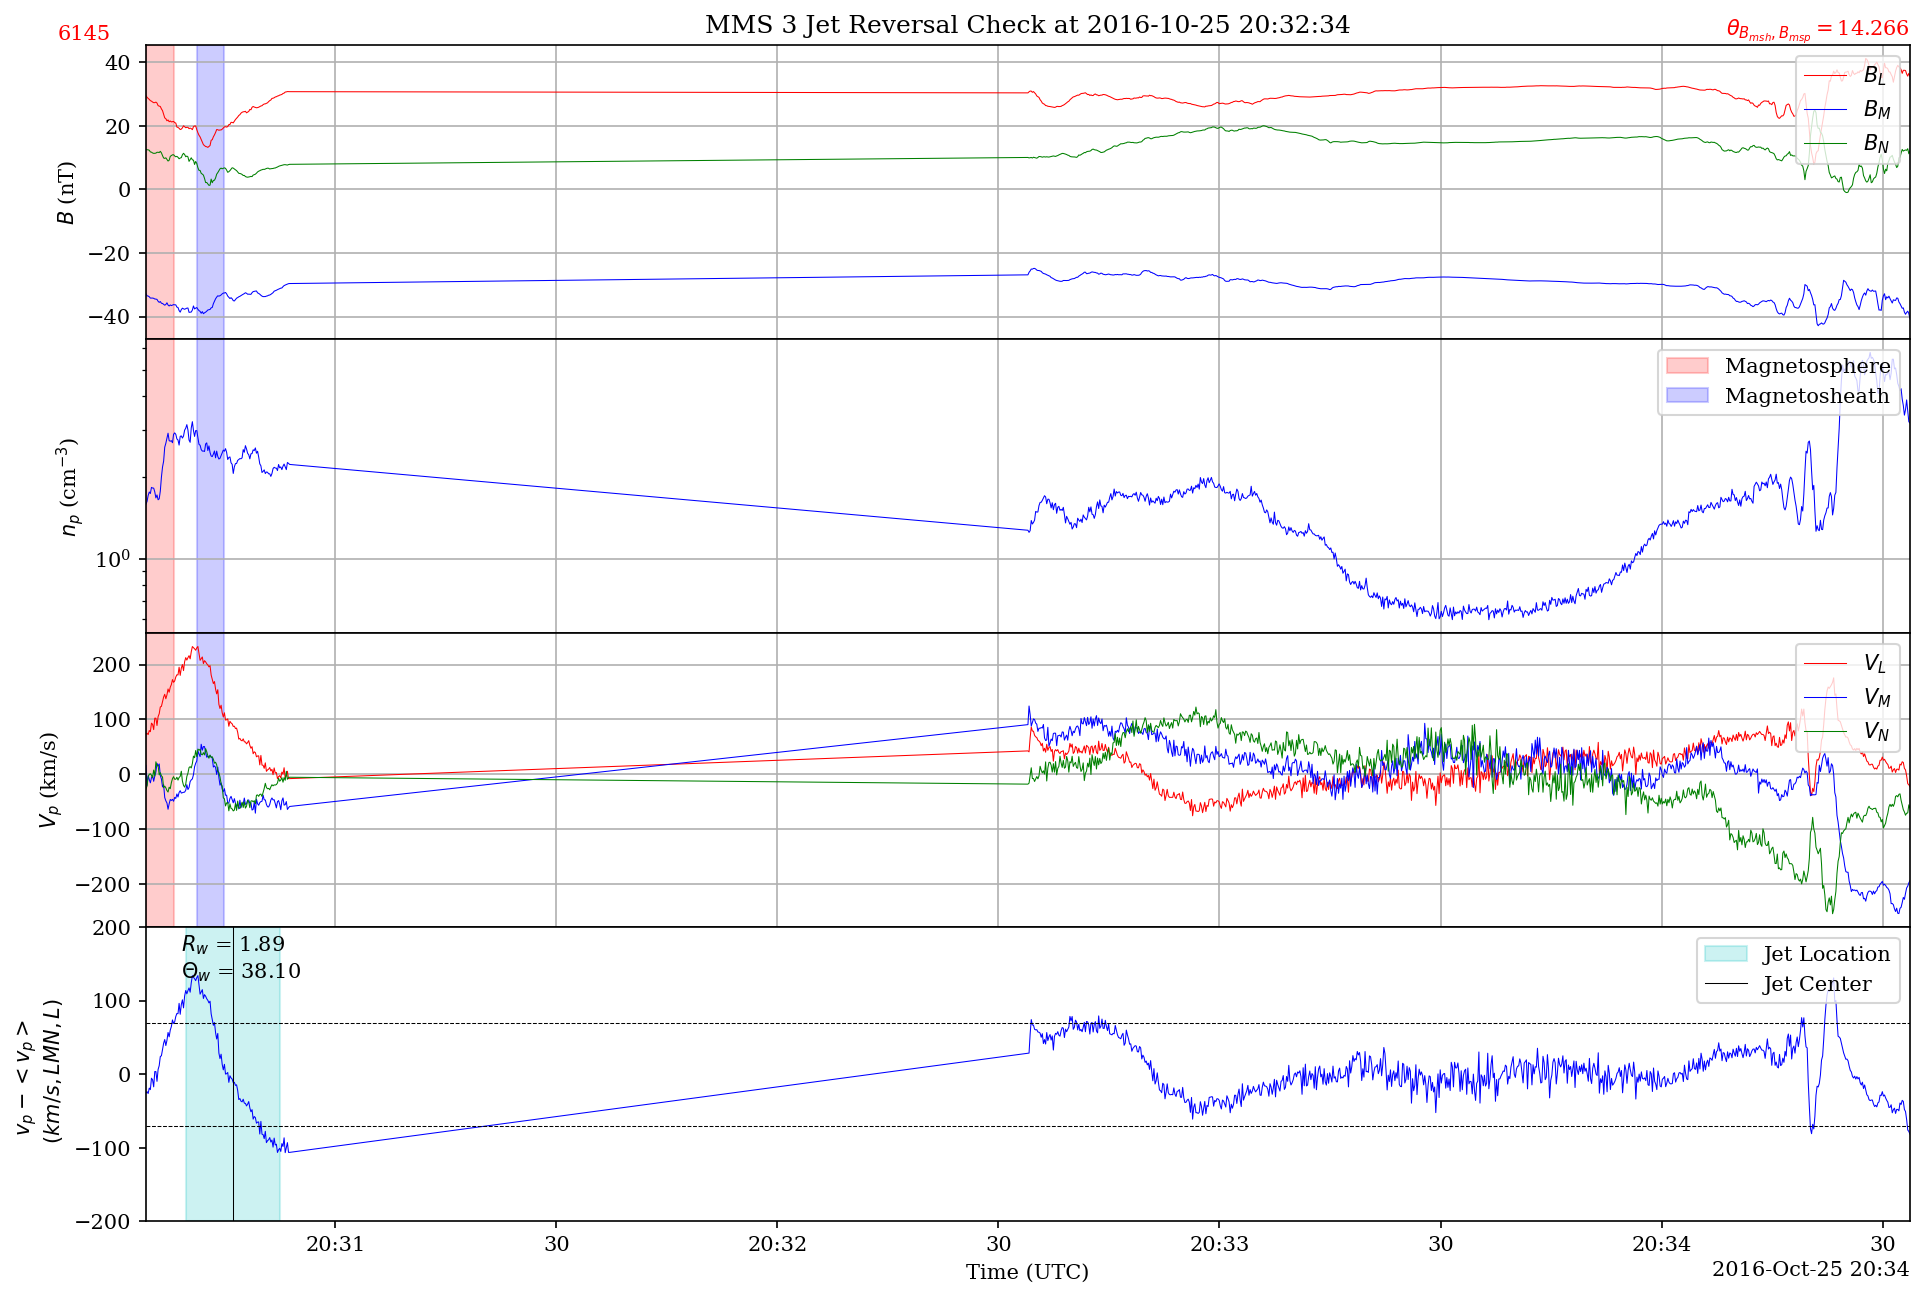 MMS 3 Jet Reversal Check at 2016-10-25 20:32:34
6145
θ_{B_{msh}, B_{msp}} = 14.266
40
20
0
−20
−40
B (nT)
B_L
B_M
B_N
10^0
n_p (cm^{−3})
Magnetosphere
Magnetosheath
200
100
0
−100
−200
V_p (km/s)
V_L
V_M
V_N
200
100
0
−100
−200
v_p − < v_p >
(km/s, LMN, L)
R_w = 1.89
Θ_w = 38.10
Jet Location
Jet Center
20:31 30 20:32 30 20:33 30 20:34 30
Time (UTC)
2016-Oct-25 20:34